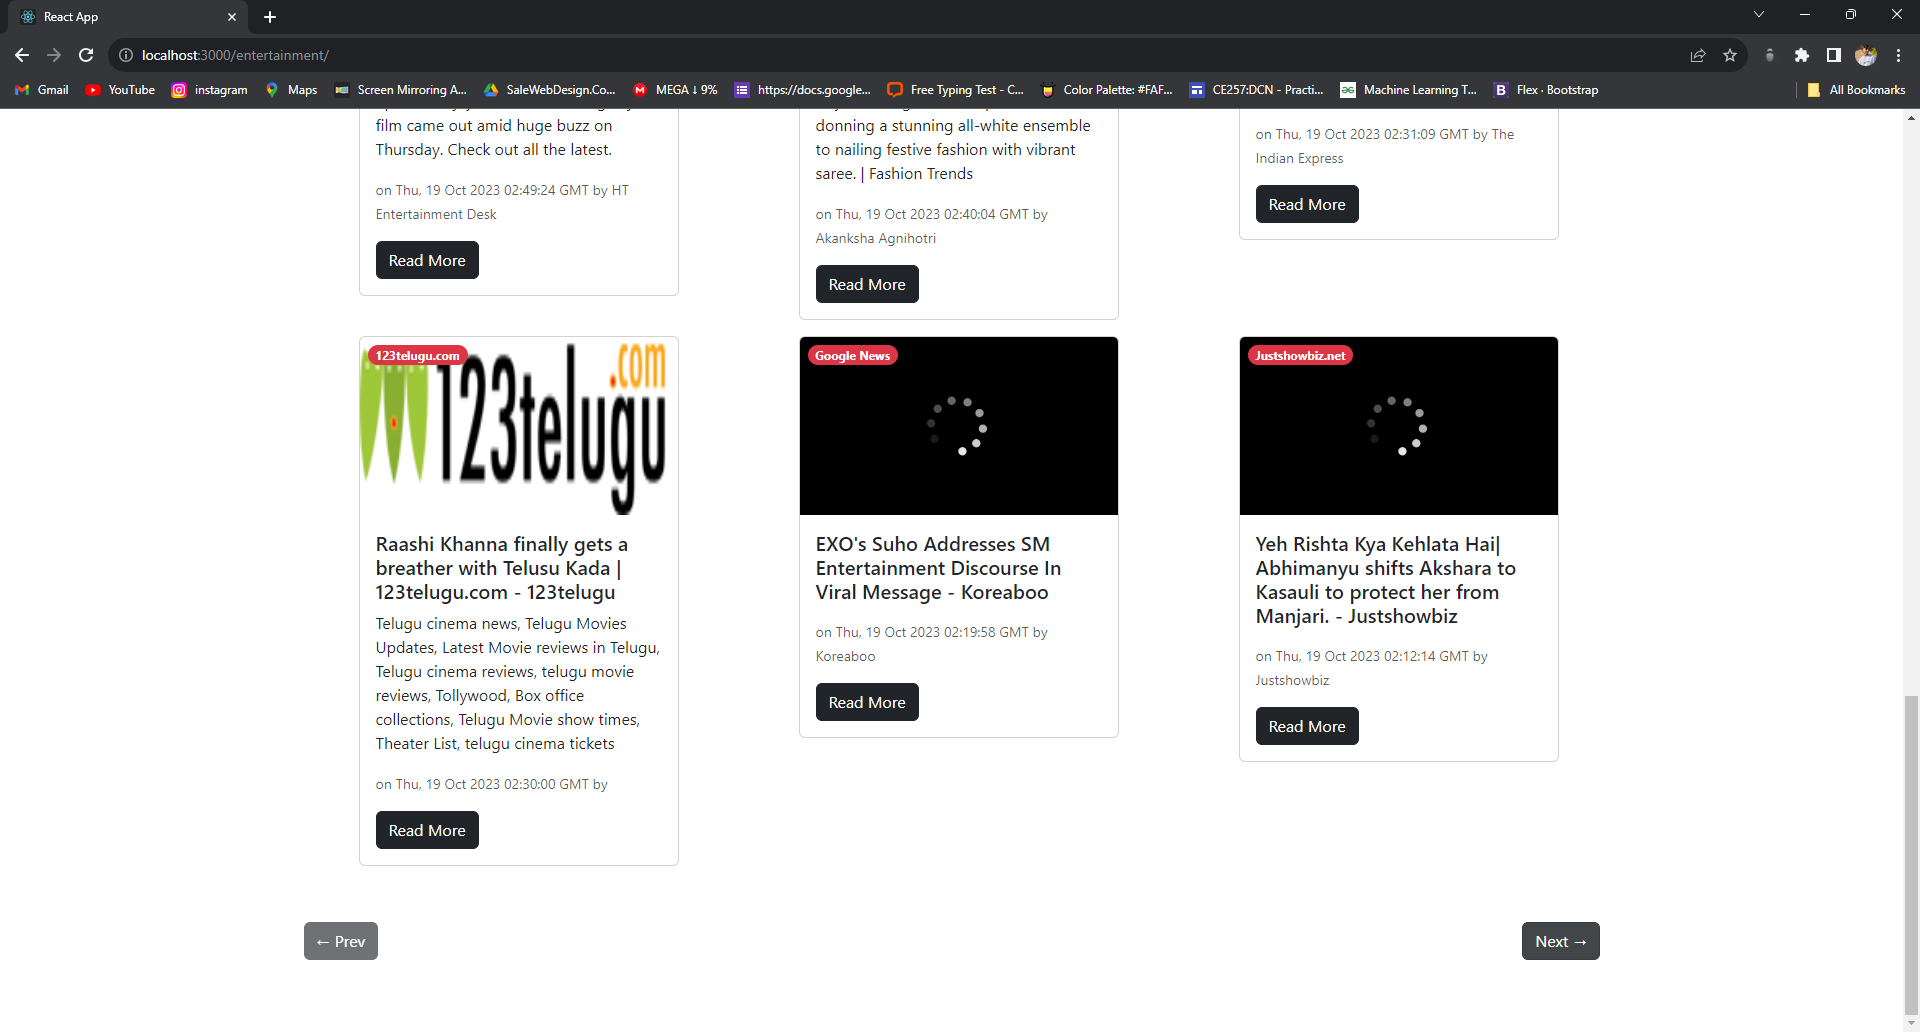 React App
localhost:3000/entertainment/
Gmail
YouTube
instagram
Maps
Screen Mirroring A...
SaleWebDesign.Co...
MEGA ↓ 9%
https://docs.google...
Free Typing Test - C...
Color Palette: #FAF...
CE257:DCN - Practi...
Machine Learning T...
Flex · Bootstrap
All Bookmarks
film came out amid huge buzz on
Thursday. Check out all the latest.
on Thu, 19 Oct 2023 02:49:24 GMT by HT
Entertainment Desk
Read More
donning a stunning all-white ensemble
to nailing festive fashion with vibrant
saree. | Fashion Trends
on Thu, 19 Oct 2023 02:40:04 GMT by
Akanksha Agnihotri
Read More
on Thu, 19 Oct 2023 02:31:09 GMT by The
Indian Express
Read More
123telugu.com
123telugu.com
Raashi Khanna finally gets a
breather with Telusu Kada |
123telugu.com - 123telugu
Telugu cinema news, Telugu Movies
Updates, Latest Movie reviews in Telugu,
Telugu cinema reviews, telugu movie
reviews, Tollywood, Box office
collections, Telugu Movie show times,
Theater List, telugu cinema tickets
on Thu, 19 Oct 2023 02:30:00 GMT by
Read More
Google News
EXO's Suho Addresses SM
Entertainment Discourse In
Viral Message - Koreaboo
on Thu, 19 Oct 2023 02:19:58 GMT by
Koreaboo
Read More
Justshowbiz.net
Yeh Rishta Kya Kehlata Hai|
Abhimanyu shifts Akshara to
Kasauli to protect her from
Manjari. - Justshowbiz
on Thu, 19 Oct 2023 02:12:14 GMT by
Justshowbiz
Read More
← Prev
Next →